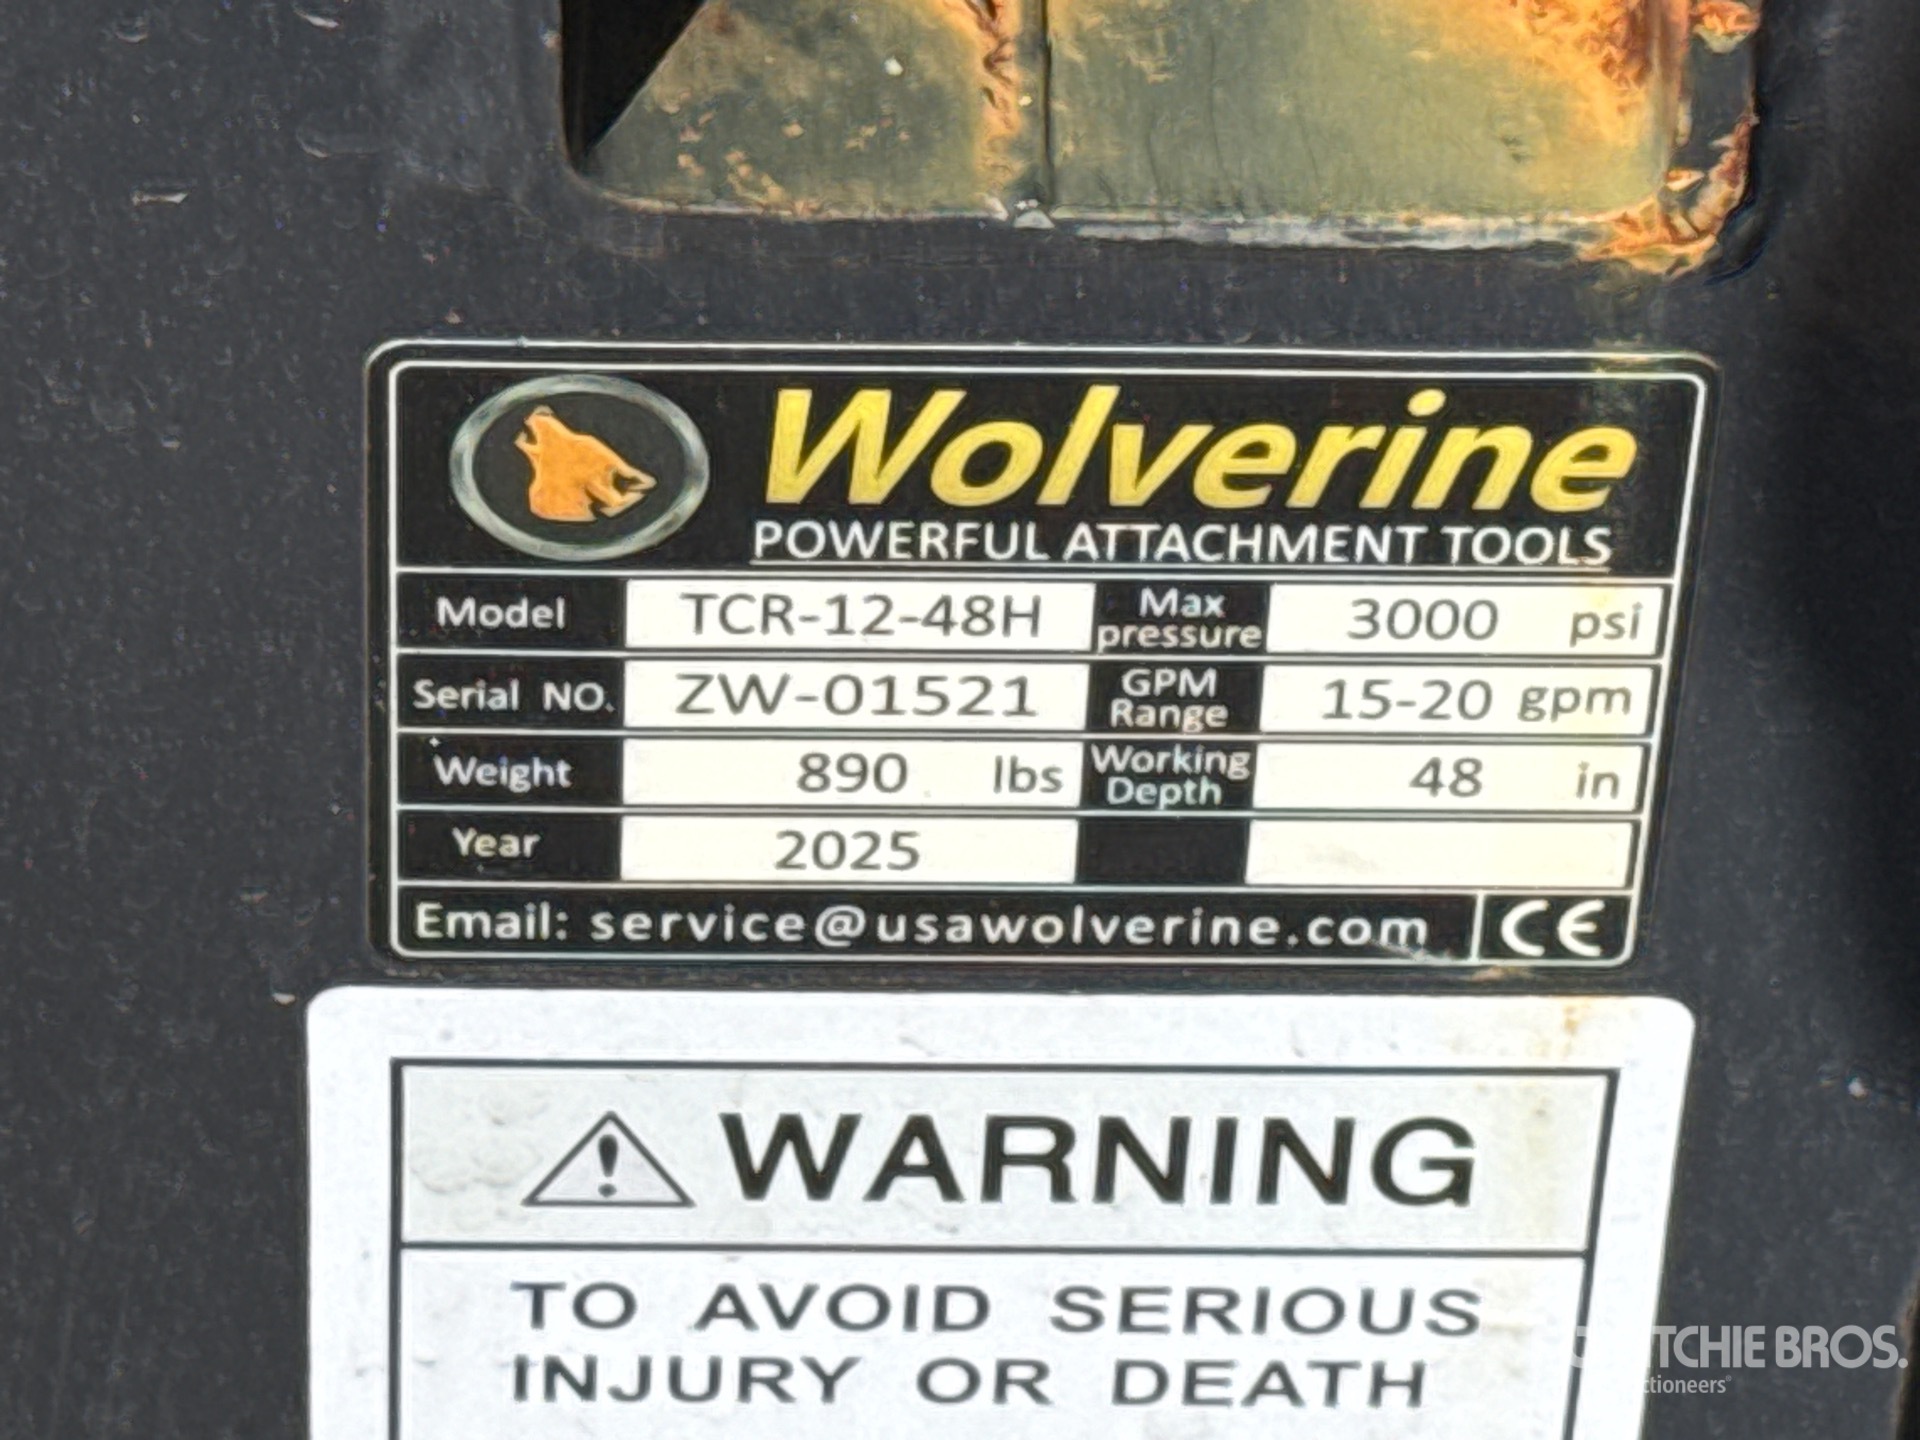 Wolverine
POWERFUL ATTACHMENT TOOLS
Model TCR-12-48H Max pressure 3000 psi
Serial NO. ZW-01521 GPM Range 15-20 gpm
Weight 890 lbs Working Depth 48 in
Year 2025
Email: service@usawolverine.com CE
WARNING
TO AVOID SERIOUS
INJURY OR DEATH
BROS.